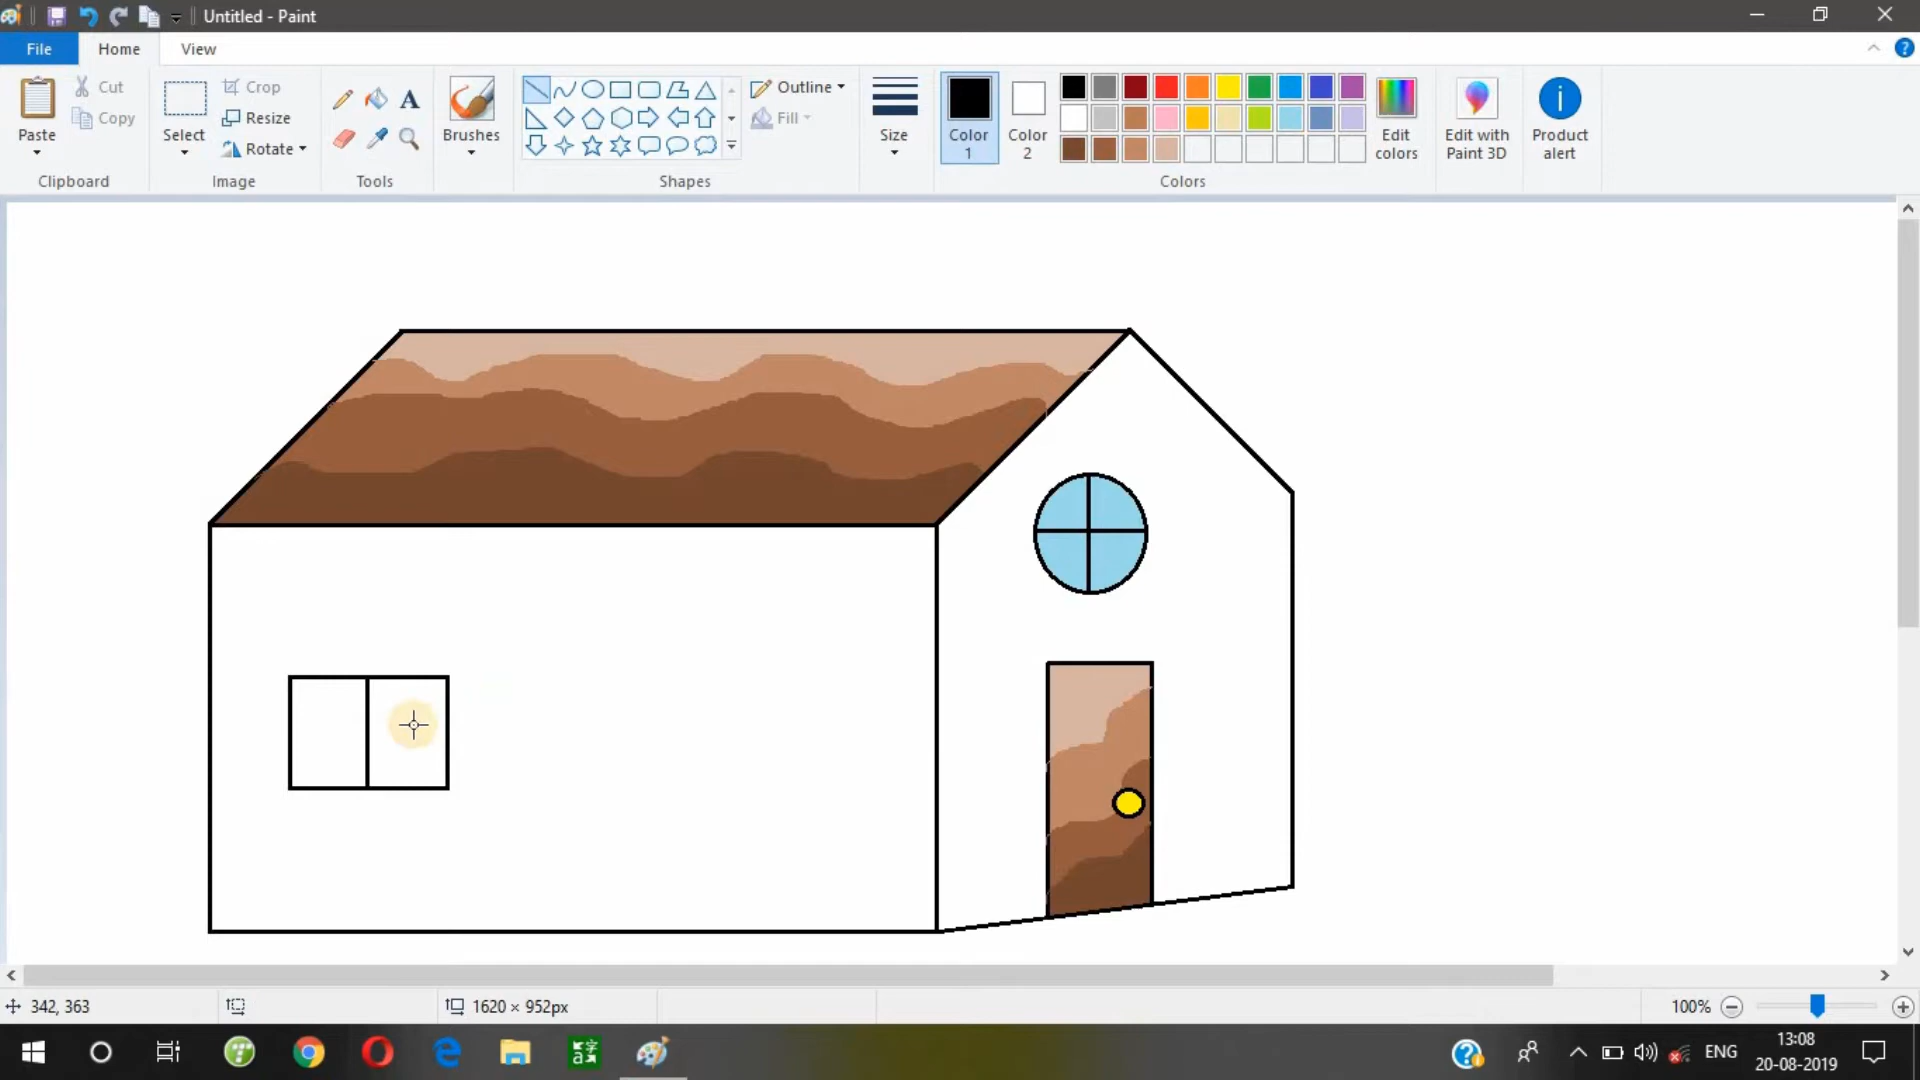 Untitled - Paint
File Home View
Paste
Cut
Copy
Clipboard
Select
Crop
Resize
Rotate
Image
A
Tools
Brushes
Shapes
Outline
Fill
Size
Color 1
Color 2
Colors
Edit colors
Edit with Paint 3D
Product alert
342, 363
1620 × 952px
100%
a字
ENG
13:08
20-08-2019